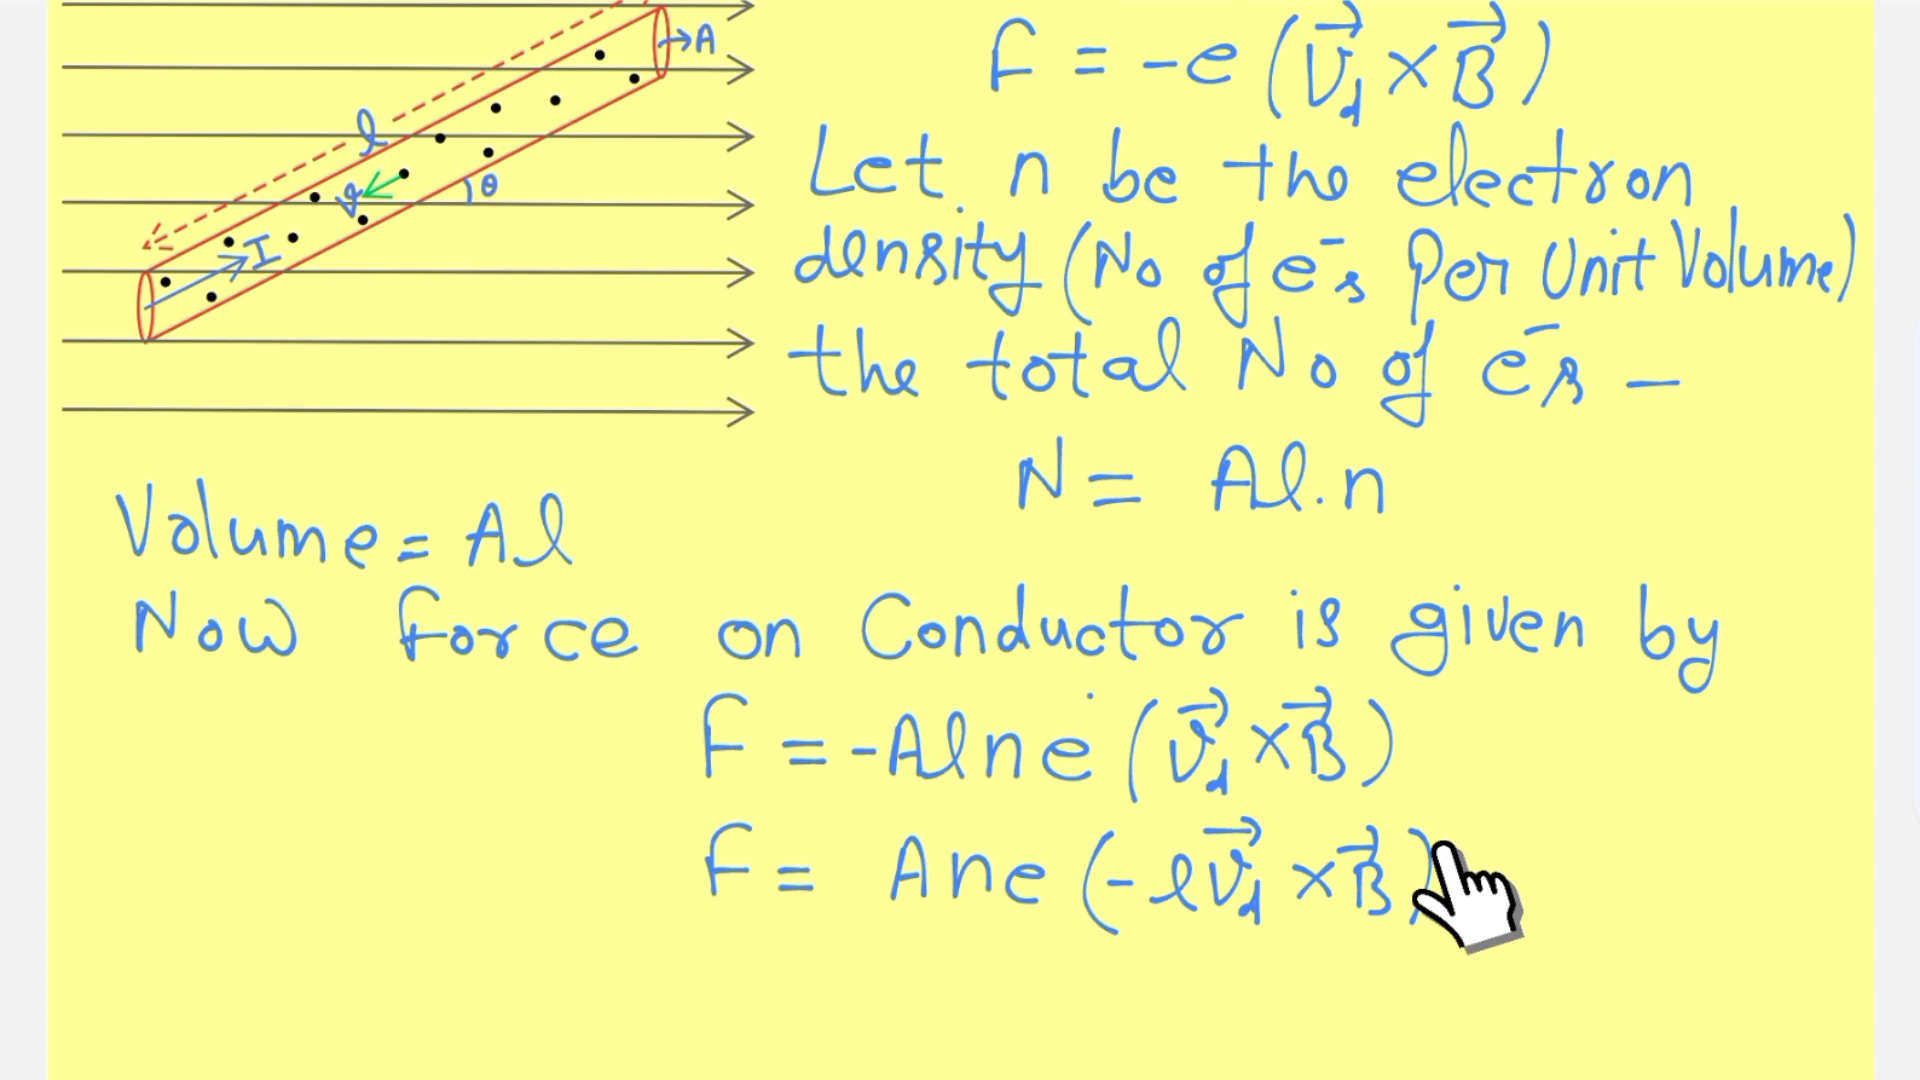 →A
l
θ
I
F = -e (V⃗d × B⃗)
Let n be the electron
density (No of e⁻s Per Unit Volume)
the total No of e⁻s -
N = Al.n
Volume = Al
Now force on Conductor is given by
F = -Alne (v⃗d × B⃗)
F = Ane (-lv⃗d × B⃗)